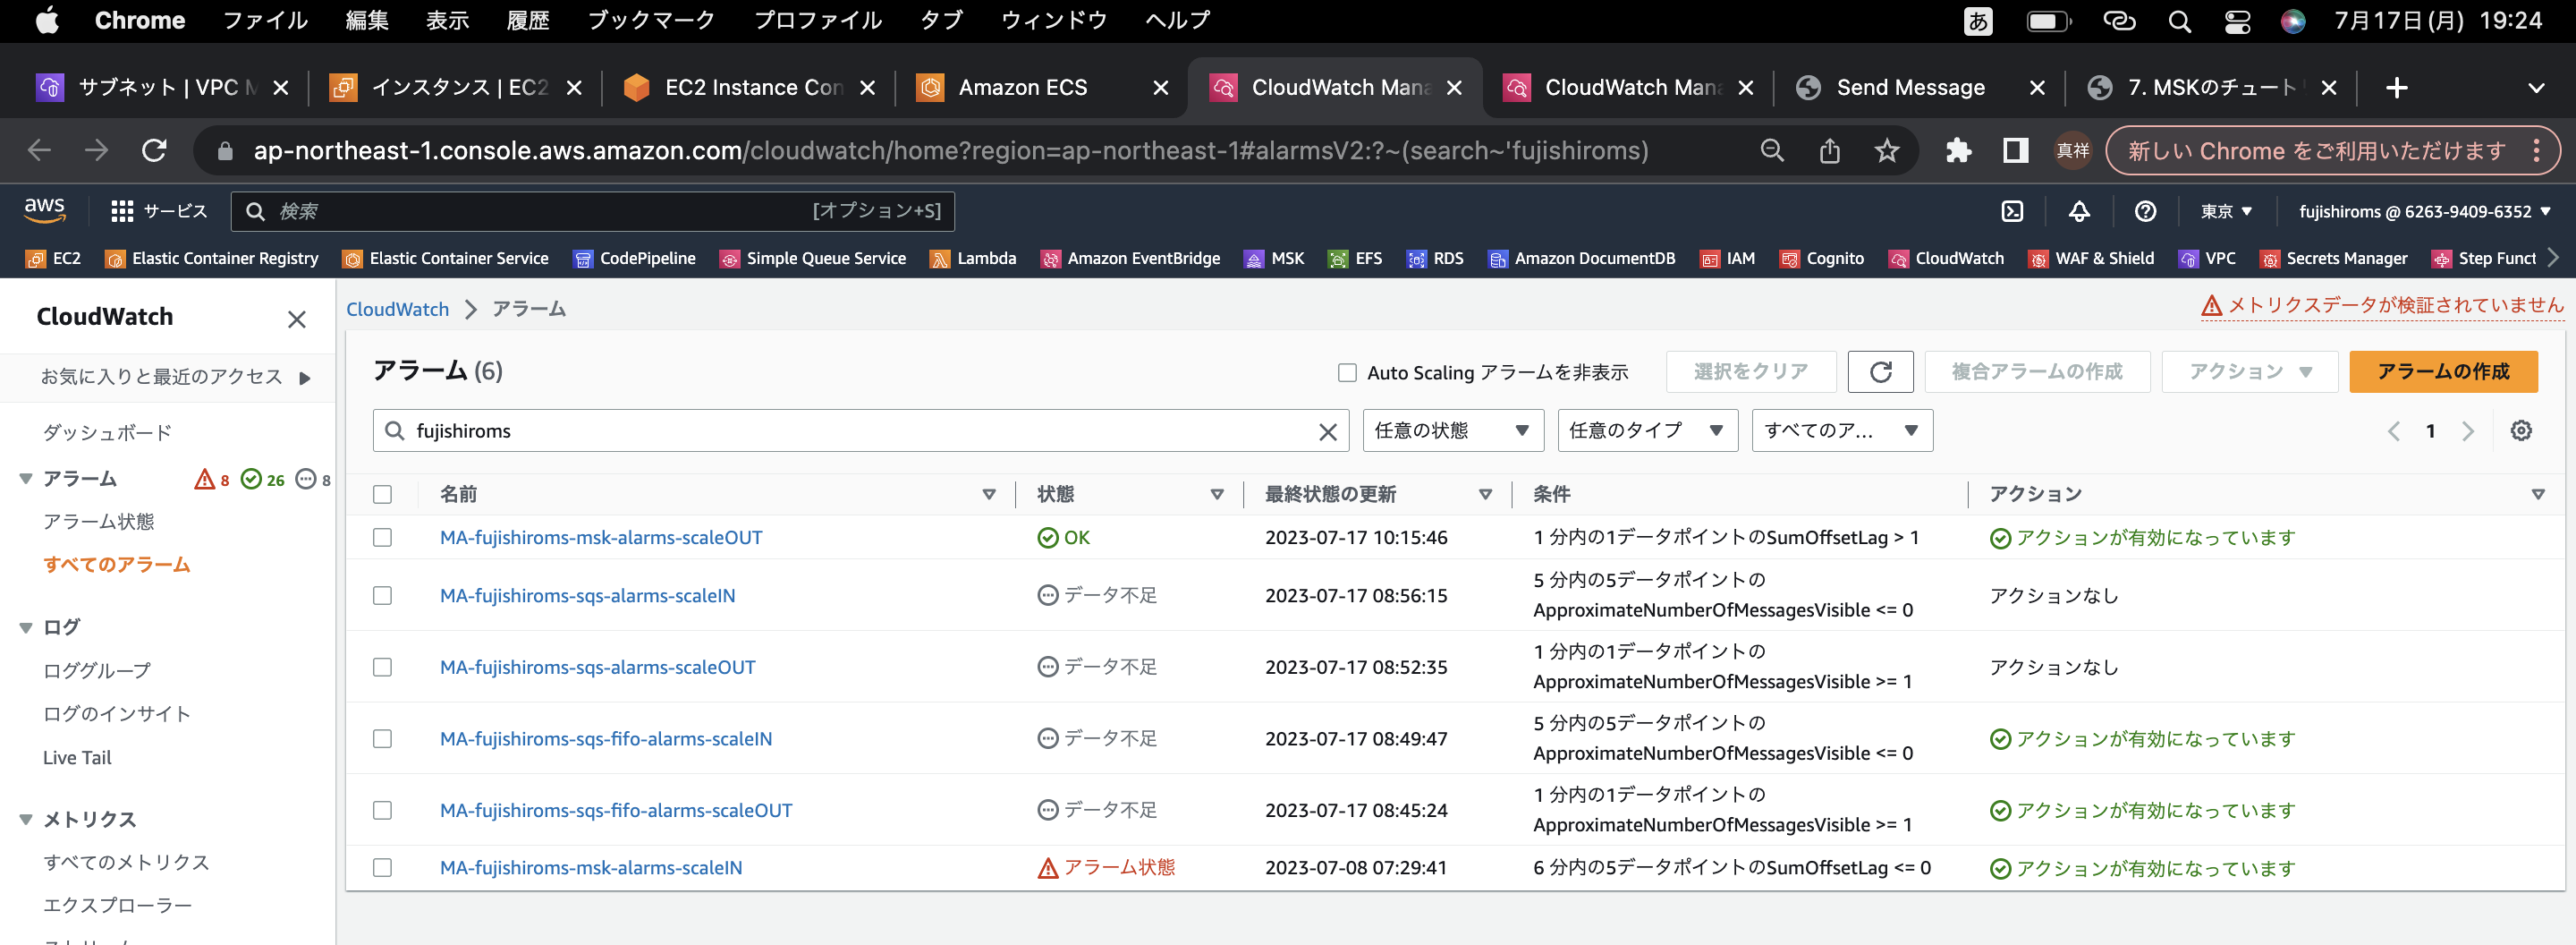 Chrome ファイル 編集 表示 履歴 ブックマーク プロファイル タブ ウィンドウ ヘルプ あ 7月17日(月) 19:24
サブネット | VPC M インスタンス | EC2 EC2 Instance Con Amazon ECS CloudWatch Mana CloudWatch Mana Send Message 7. MSKのチュート
ap-northeast-1.console.aws.amazon.com/cloudwatch/home?region=ap-northeast-1#alarmsV2:?~(search~'fujishiroms) 真祥 新しい Chrome をご利用いただけます
aws サービス 検索 [オプション+S] 東京 fujishiroms @ 6263-9409-6352
EC2 Elastic Container Registry Elastic Container Service CodePipeline Simple Queue Service Lambda Amazon EventBridge MSK EFS RDS Amazon DocumentDB IAM Cognito CloudWatch WAF & Shield VPC Secrets Manager Step Funct
CloudWatch
お気に入りと最近のアクセス
ダッシュボード
アラーム 8 26 8
アラーム状態
すべてのアラーム
ログ
ロググループ
ログのインサイト
Live Tail
メトリクス
すべてのメトリクス
エクスプローラー
CloudWatch アラーム
メトリクスデータが検証されていません
アラーム (6)
Auto Scaling アラームを非表示 選択をクリア 複合アラームの作成 アクション アラームの作成
fujishiroms 任意の状態 任意のタイプ すべてのア... 1
名前 状態 最終状態の更新 条件 アクション
MA-fujishiroms-msk-alarms-scaleOUT OK 2023-07-17 10:15:46 1 分内の1データポイントのSumOffsetLag > 1 アクションが有効になっています
MA-fujishiroms-sqs-alarms-scaleIN データ不足 2023-07-17 08:56:15 5 分内の5データポイントの
ApproximateNumberOfMessagesVisible <= 0 アクションなし
MA-fujishiroms-sqs-alarms-scaleOUT データ不足 2023-07-17 08:52:35 1 分内の1データポイントの
ApproximateNumberOfMessagesVisible >= 1 アクションなし
MA-fujishiroms-sqs-fifo-alarms-scaleIN データ不足 2023-07-17 08:49:47 5 分内の5データポイントの
ApproximateNumberOfMessagesVisible <= 0 アクションが有効になっています
MA-fujishiroms-sqs-fifo-alarms-scaleOUT データ不足 2023-07-17 08:45:24 1 分内の1データポイントの
ApproximateNumberOfMessagesVisible >= 1 アクションが有効になっています
MA-fujishiroms-msk-alarms-scaleIN アラーム状態 2023-07-08 07:29:41 6 分内の5データポイントのSumOffsetLag <= 0 アクションが有効になっています